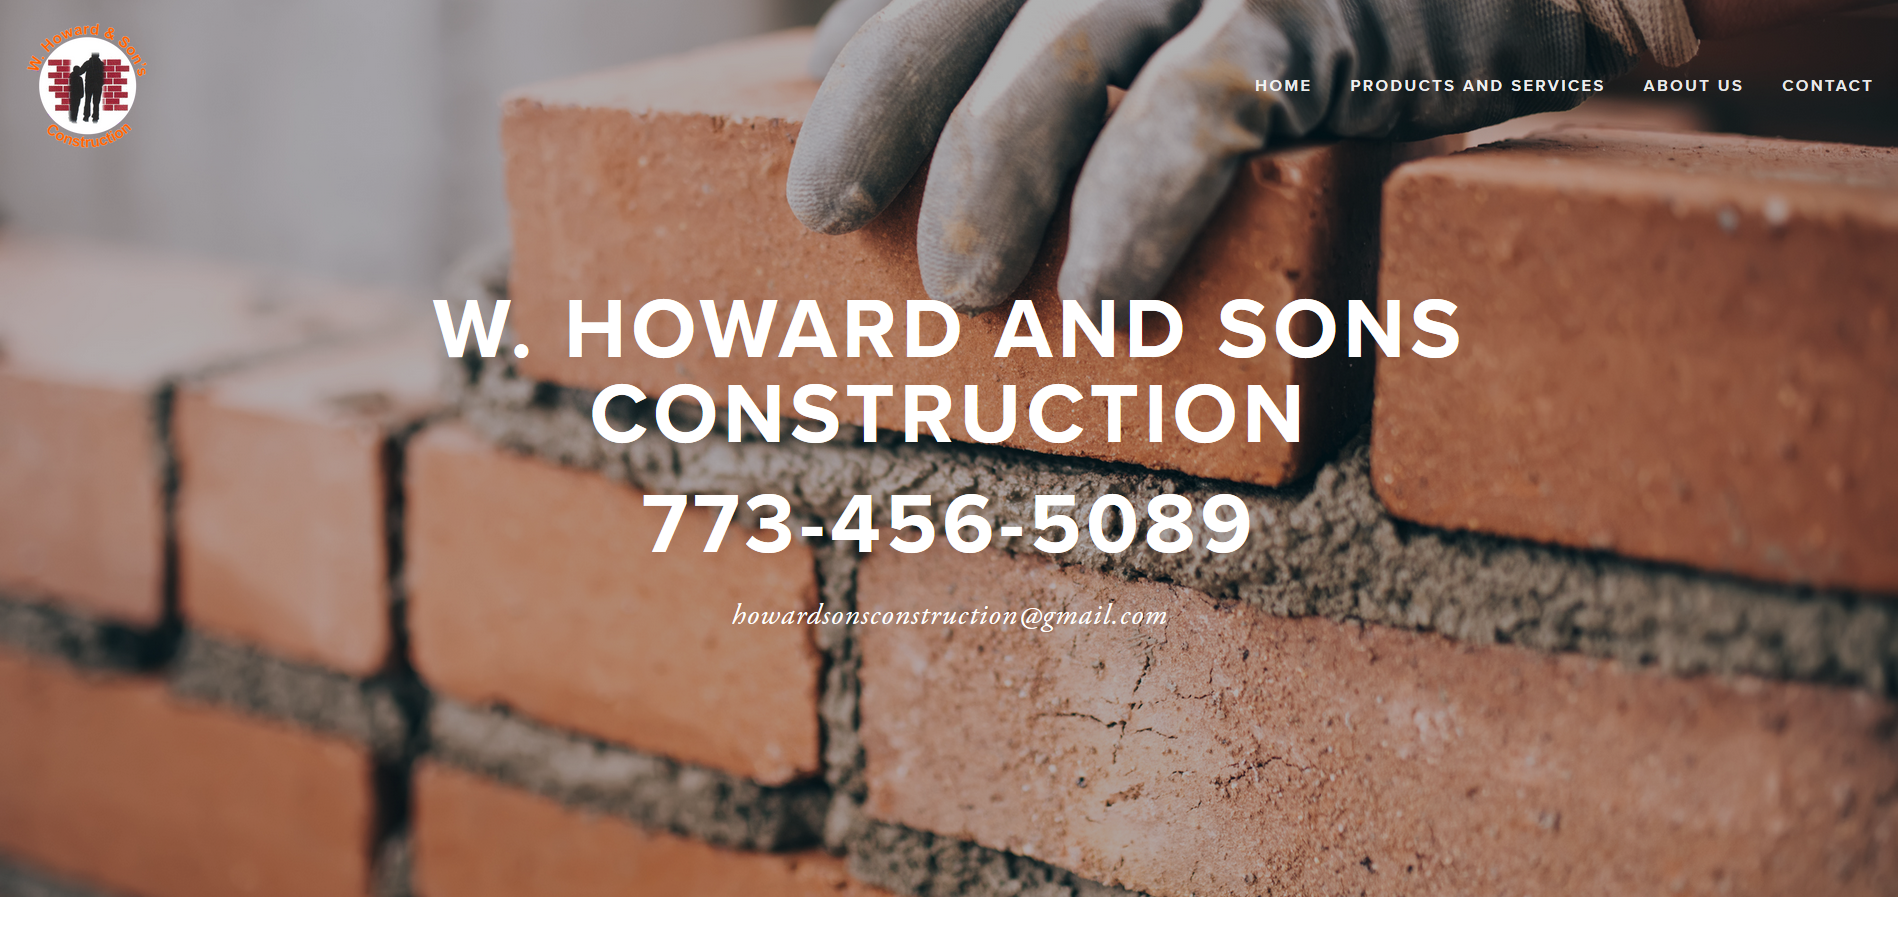 W. Howard & Son's
Construction
HOME PRODUCTS AND SERVICES ABOUT US CONTACT
W. HOWARD AND SONS
CONSTRUCTION
773-456-5089
howardsonsconstruction@gmail.com